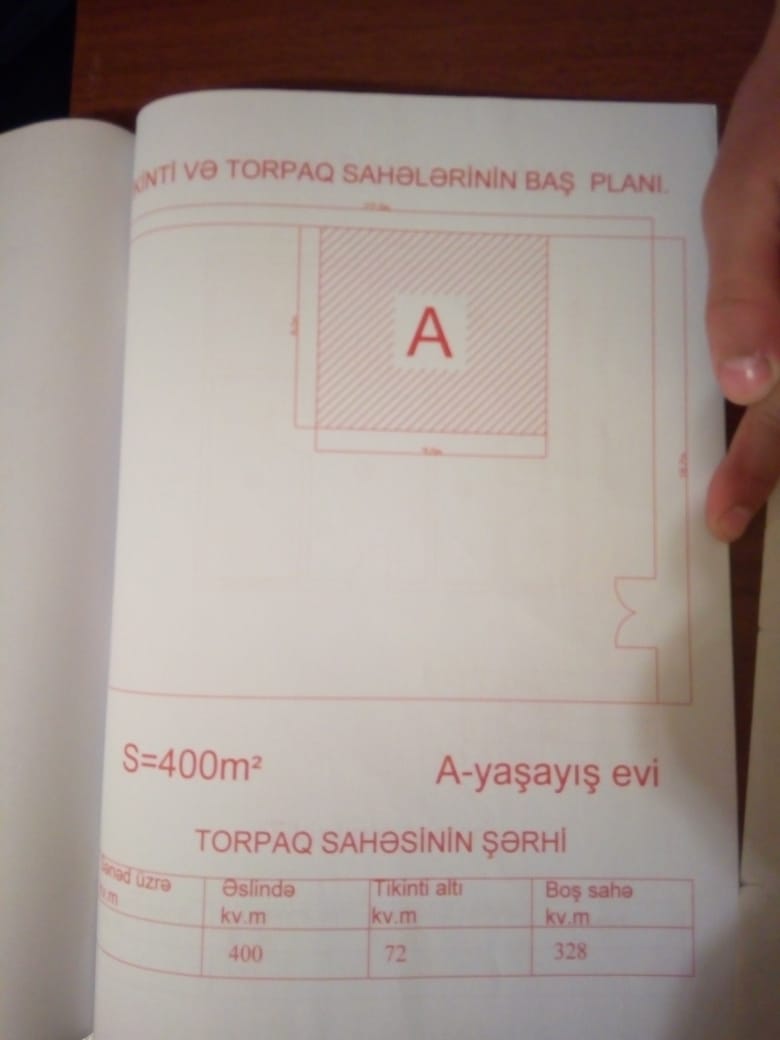 KİNTİ VƏ TORPAQ SAHƏLƏRİNİN BAŞ PLANI.
A
S=400m²
A-yaşayış evi
TORPAQ SAHƏSİNİN ŞƏRHİ
Sənəd üzrə kv.m
Əslində kv.m
Tikinti altı kv.m
Boş sahə kv.m
400
72
328